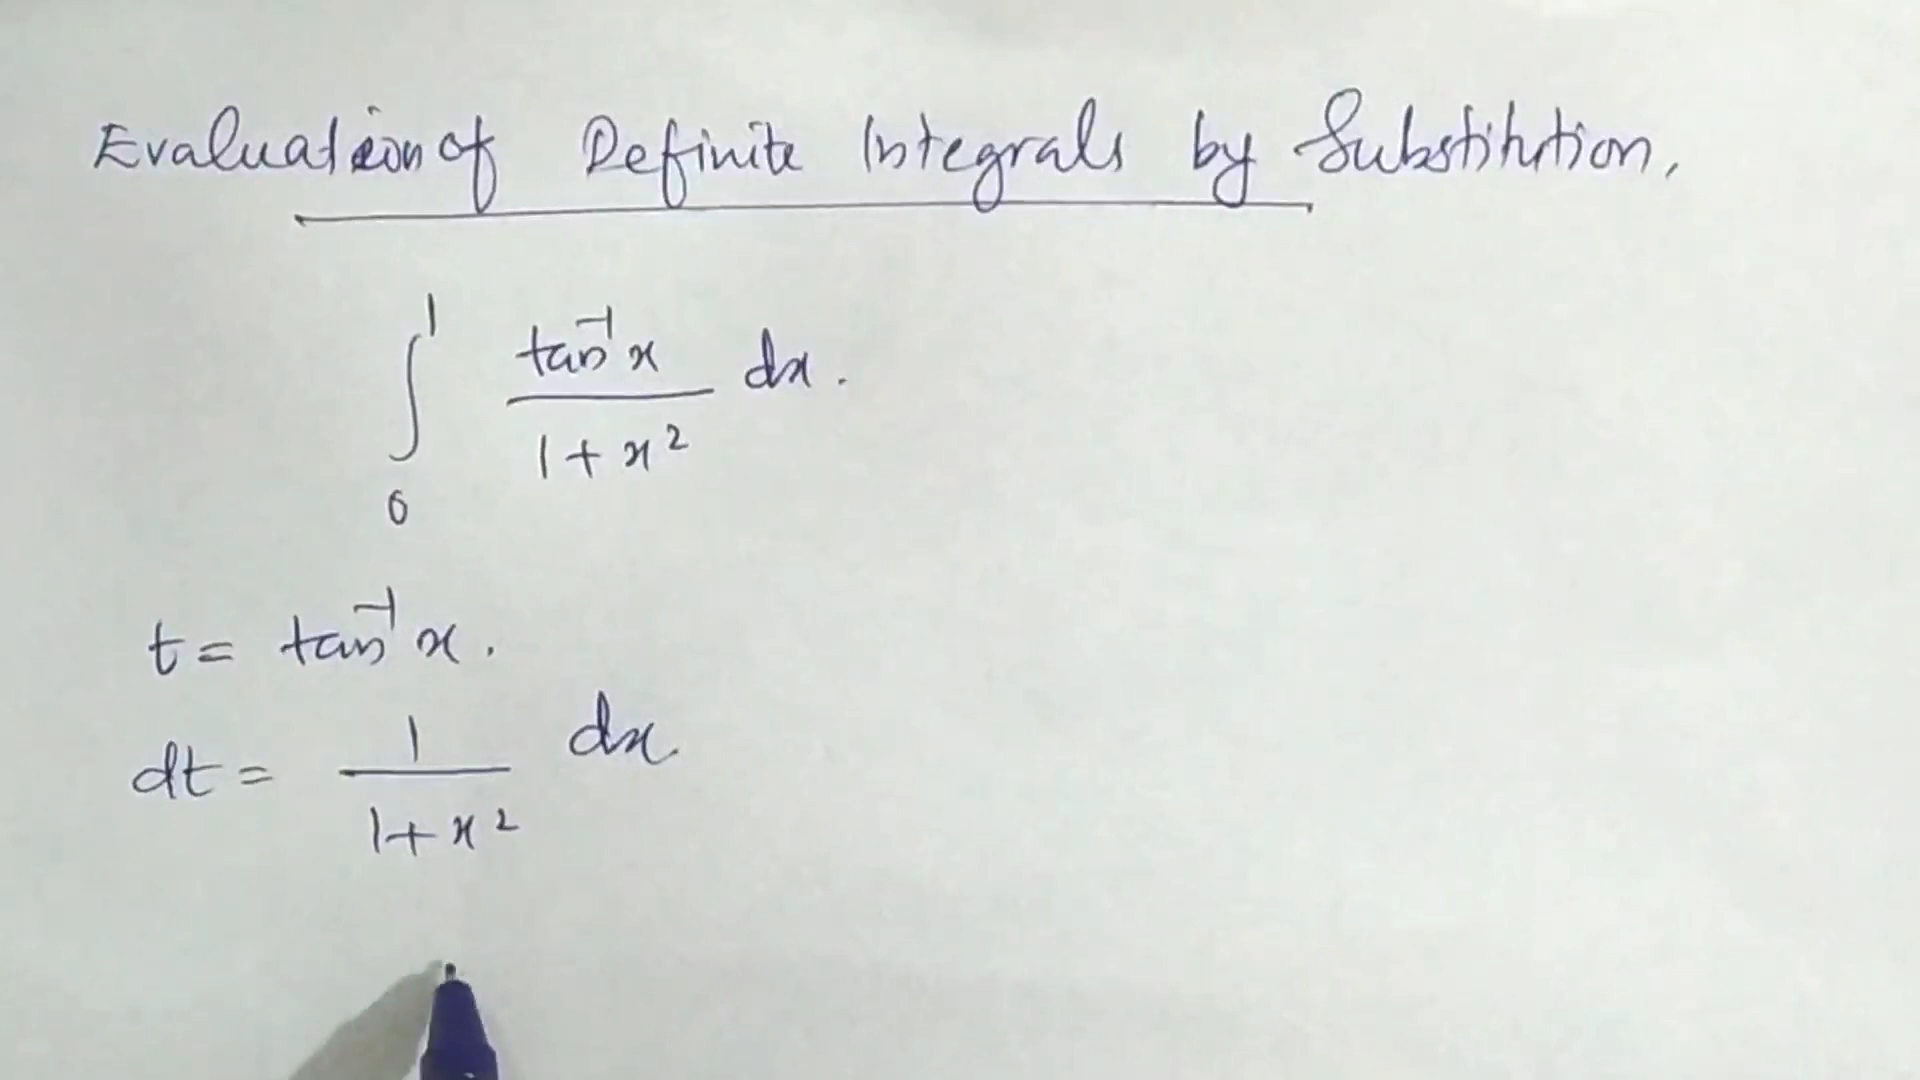 Evaluation of Definite Integrals by Substitution.
∫₀¹ tan⁻¹x / 1+x² dx.
t = tan⁻¹x.
dt = 1 / 1+x² dx